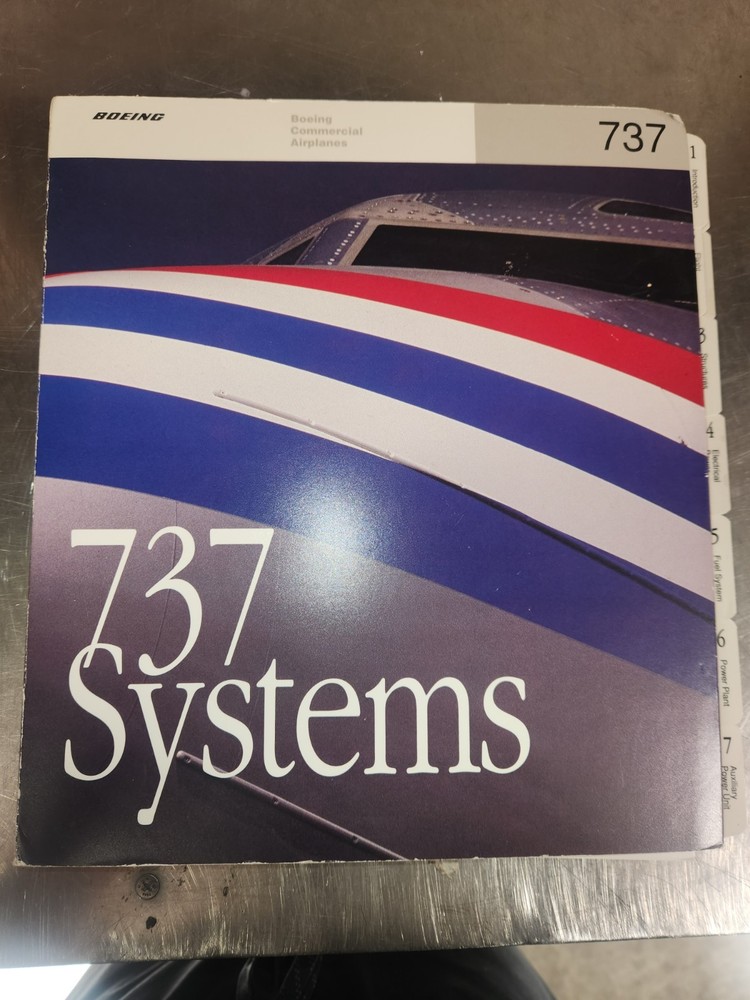 BOEING
Boeing
Commercial
Airplanes
737
737
Systems
1
Introduction
3
Structures
4
Electrical
5
Fuel System
6
Power Plant
7
Auxiliary
Power Unit